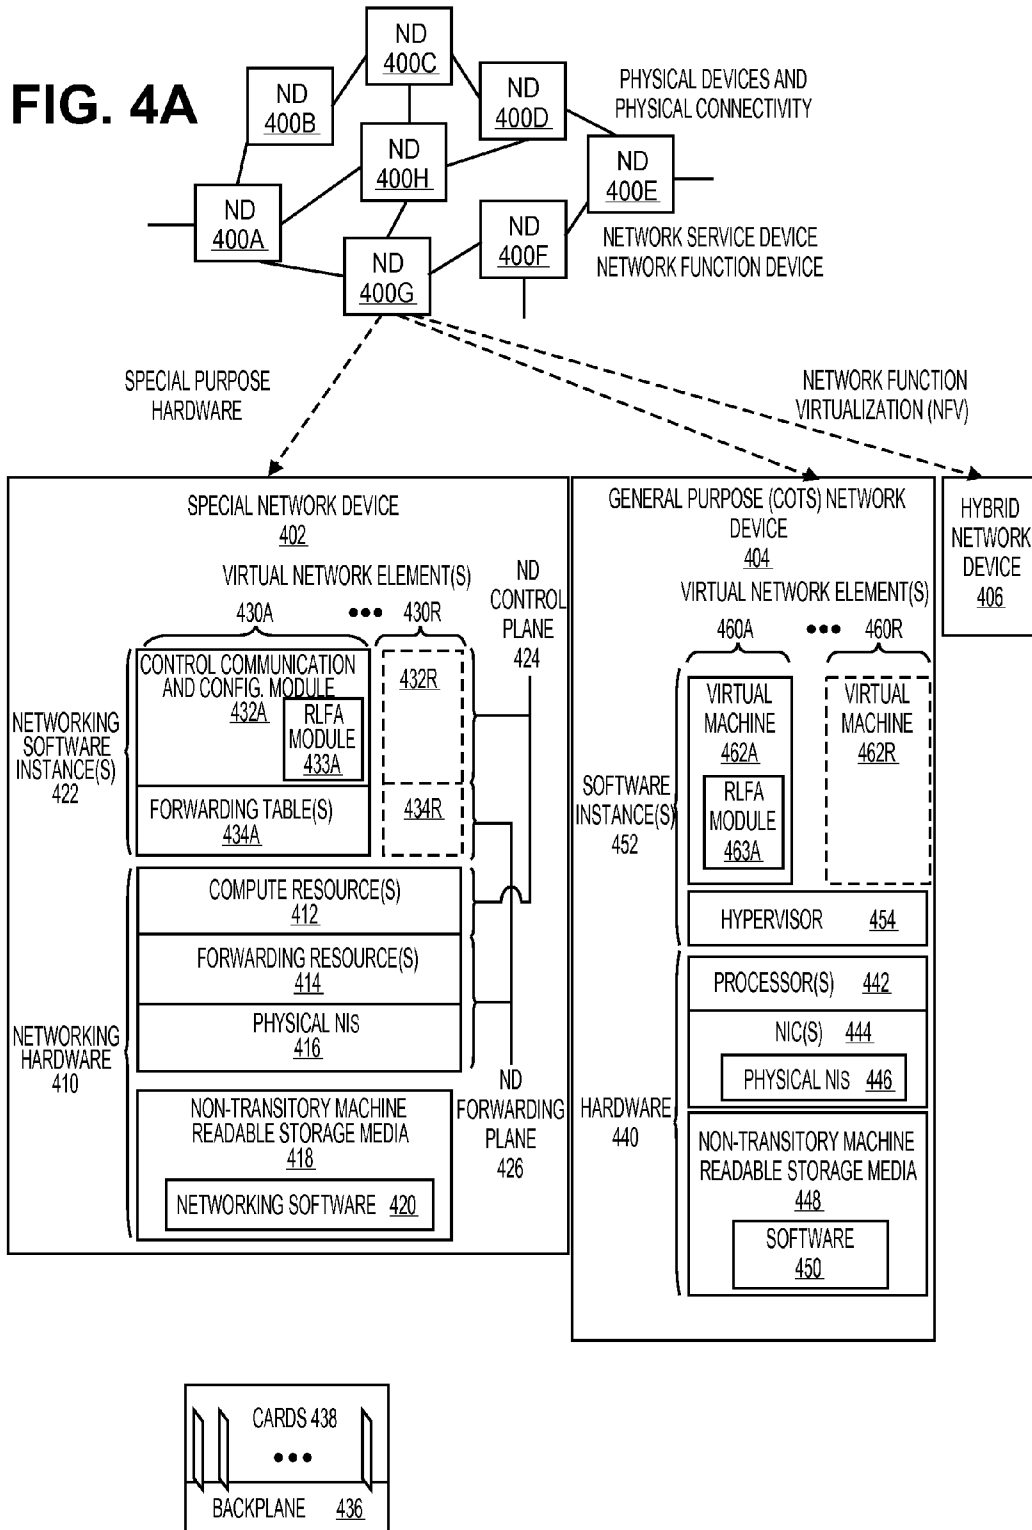 FIG. 4A
ND
400C
ND
400B
ND
400D
PHYSICAL DEVICES AND
PHYSICAL CONNECTIVITY
ND
400H
ND
400E
ND
400A
ND
400F
NETWORK SERVICE DEVICE
NETWORK FUNCTION DEVICE
ND
400G
SPECIAL PURPOSE
HARDWARE
NETWORK FUNCTION
VIRTUALIZATION (NFV)
SPECIAL NETWORK DEVICE
402
VIRTUAL NETWORK ELEMENT(S)
430A
•••
430R
ND
CONTROL
PLANE
424
CONTROL COMMUNICATION
AND CONFIG. MODULE
432A
RLFA
MODULE
433A
432R
NETWORKING
SOFTWARE
INSTANCE(S)
422
FORWARDING TABLE(S)
434A
434R
COMPUTE RESOURCE(S)
412
FORWARDING RESOURCE(S)
414
PHYSICAL NIS
416
NETWORKING
HARDWARE
410
ND
FORWARDING
PLANE
426
NON-TRANSITORY MACHINE
READABLE STORAGE MEDIA
418
NETWORKING SOFTWARE 420
GENERAL PURPOSE (COTS) NETWORK
DEVICE
404
VIRTUAL NETWORK ELEMENT(S)
460A
•••
460R
VIRTUAL
MACHINE
462A
RLFA
MODULE
463A
VIRTUAL
MACHINE
462R
SOFTWARE
INSTANCE(S)
452
HYPERVISOR 454
PROCESSOR(S) 442
NIC(S) 444
PHYSICAL NIS 446
HARDWARE
440
NON-TRANSITORY MACHINE
READABLE STORAGE MEDIA
448
SOFTWARE
450
HYBRID
NETWORK
DEVICE
406
CARDS 438
•••
BACKPLANE 436